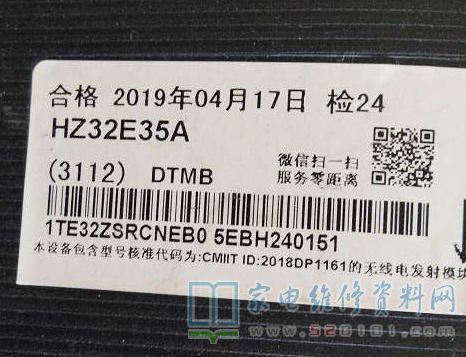 合格 2019年04月17日 检24
HZ32E35A
(3112) DTMB
微信扫一扫
服务零距离
1TE32ZSRCNEB0 5EBH240151
本设备包含型号核准代码为:CMIIT ID:2018DP1161的无线电发射模块
家电维修资料网
www.520101.com